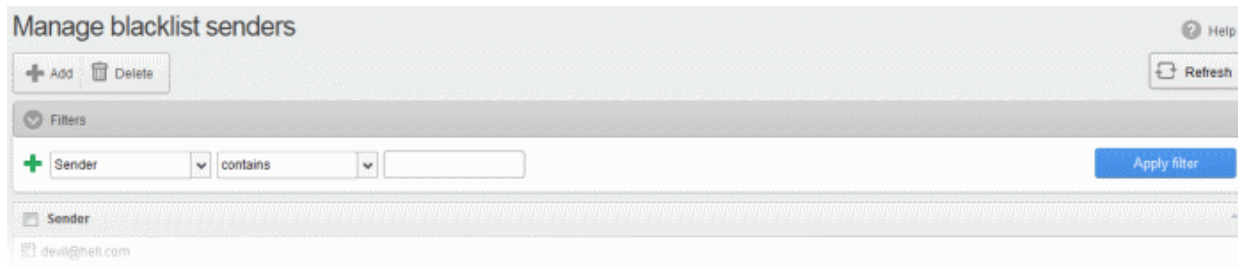 Manage blacklist senders
Help
Add Delete
Refresh
Filters
Sender contains
Apply filter
Sender
devil@hell.com